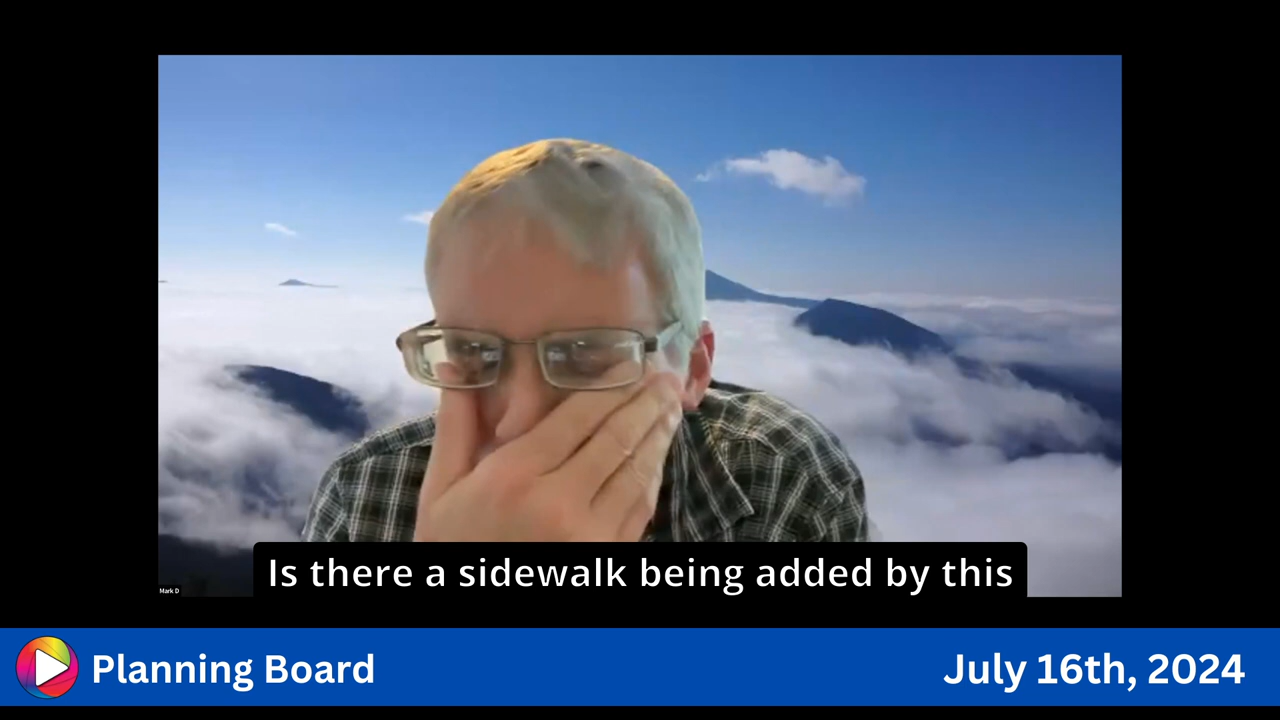 Is there a sidewalk being added by this
Mark D
Planning Board
July 16th, 2024